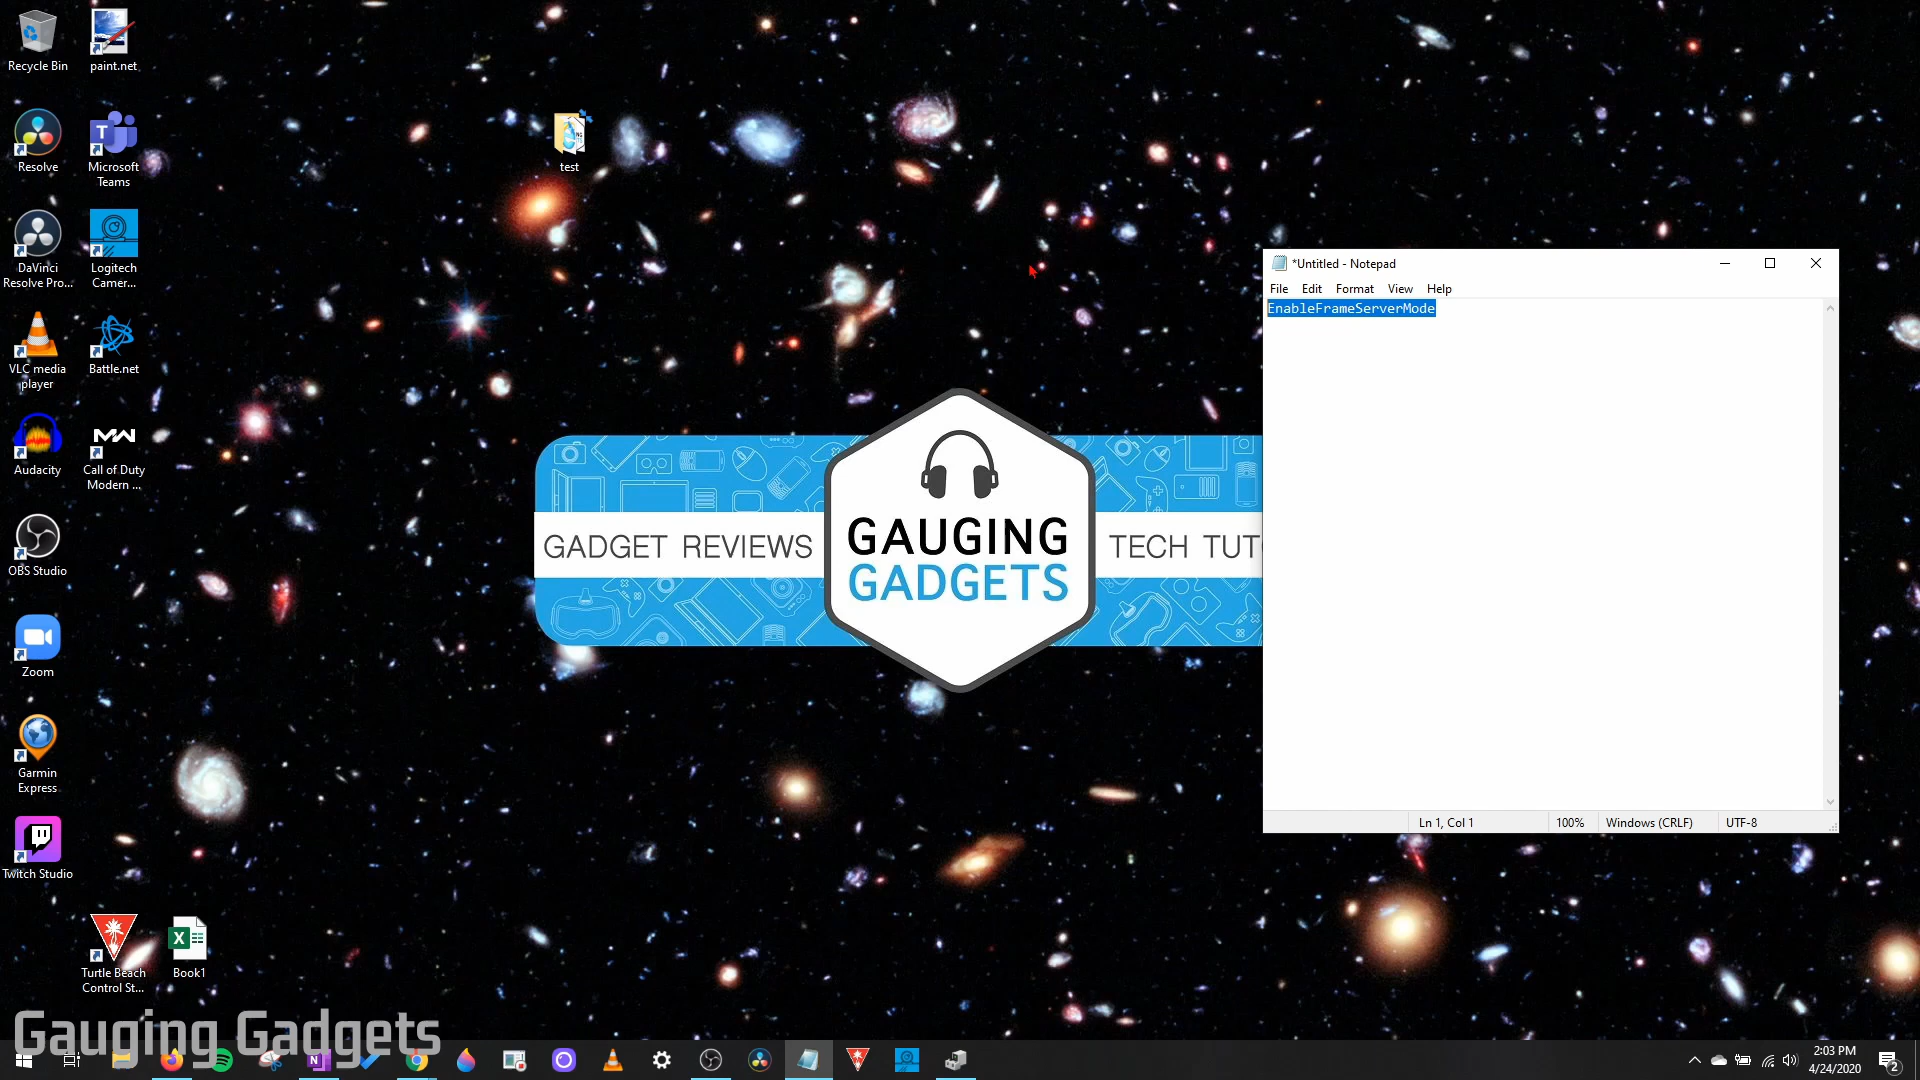 Recycle Bin
paint.net
Resolve
Microsoft
Teams
test
DaVinci
Resolve Pro...
Logitech
Camer...
VLC media
player
Battle.net
Audacity
Call of Duty
Modern ...
OBS Studio
Zoom
Garmin
Express
Twitch Studio
Turtle Beach
Control St...
Book1
GADGET REVIEWS
GAUGING
GADGETS
TECH TUT
*Untitled - Notepad
File Edit Format View Help
EnableFrameServerMode
Ln 1, Col 1
100%
Windows (CRLF)
UTF-8
Gauging Gadgets
2:03 PM
4/24/2020
2